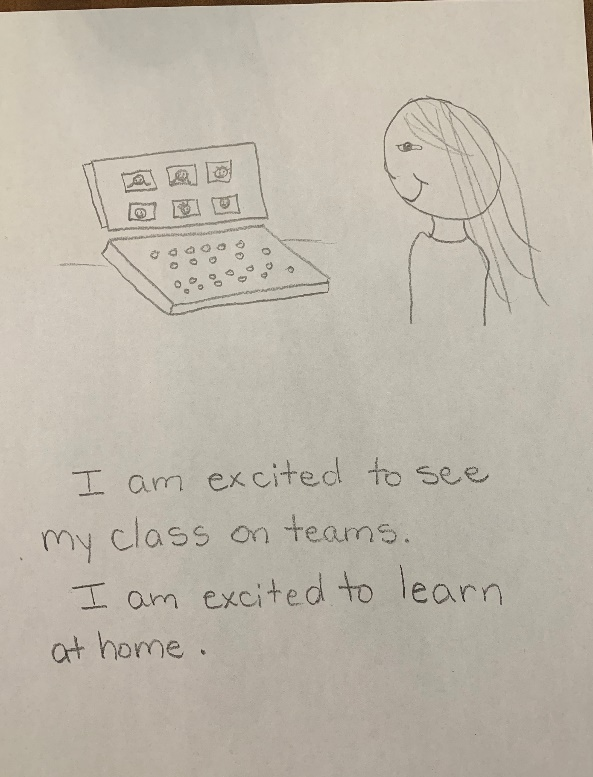 I am excited to see
my class on teams.
I am excited to learn
at home.